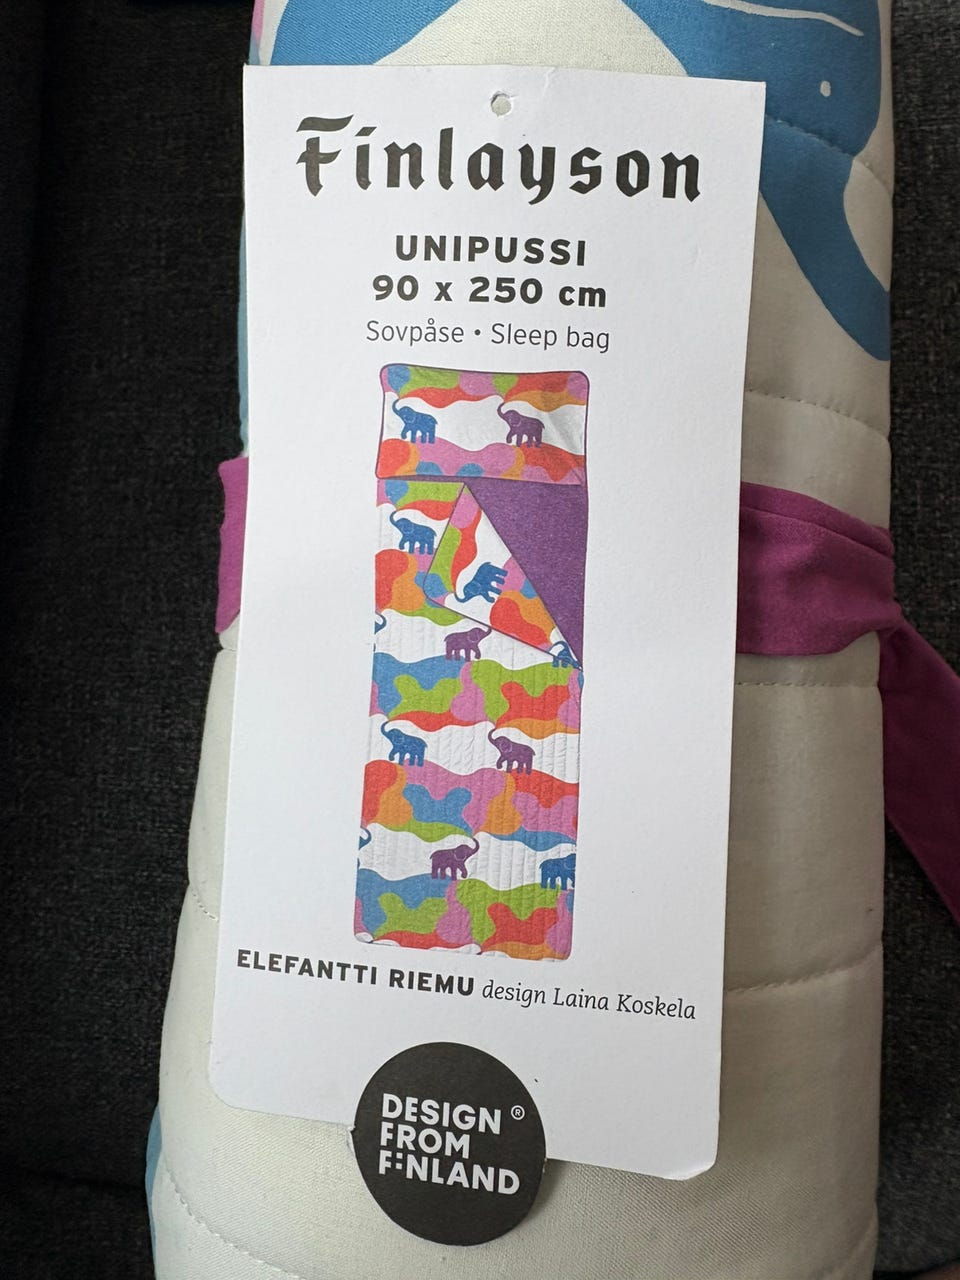 Finlayson
UNIPUSSI
90 x 250 cm
Sovpåse • Sleep bag
ELEFANTTI RIEMU design Laina Koskela
DESIGN ®
FROM
FINLAND